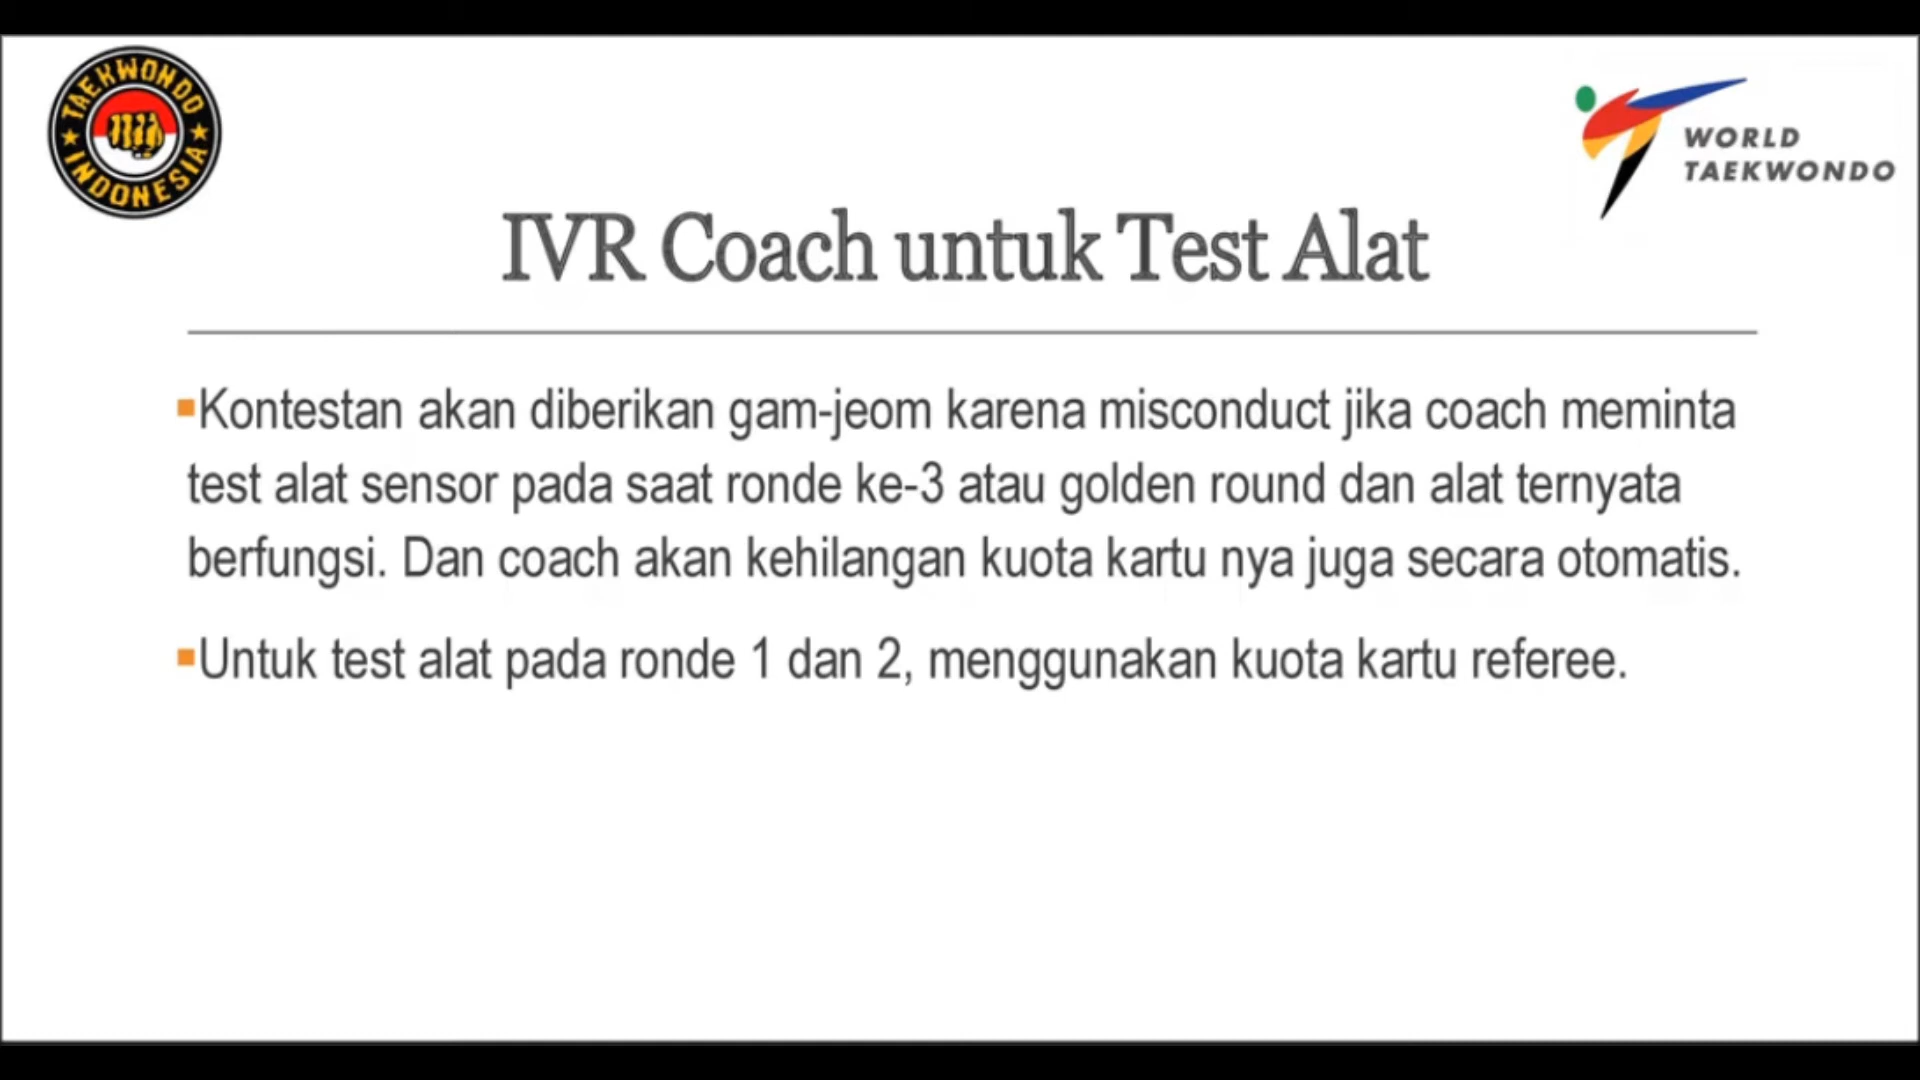 TAEKWONDO
INDONESIA
WORLD
TAEKWONDO
IVR Coach untuk Test Alat
Kontestan akan diberikan gam-jeom karena misconduct jika coach meminta
test alat sensor pada saat ronde ke-3 atau golden round dan alat ternyata
berfungsi. Dan coach akan kehilangan kuota kartu nya juga secara otomatis.
Untuk test alat pada ronde 1 dan 2, menggunakan kuota kartu referee.